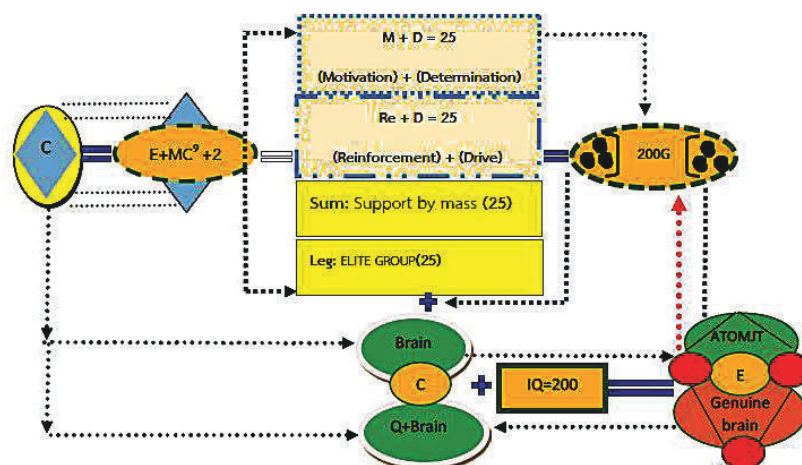 M + D = 25
(Motivation) + (Determination)
Re + D = 25
(Reinforcement) + (Drive)
C
E+MC⁹ +2
200G
Sum: Support by mass (25)
Leg: ELITE GROUP(25)
Brain
C
IQ=200
Q+Brain
ATOMJT
E
Genuine
brain